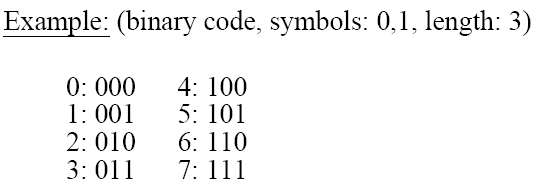 Example: (binary code, symbols: 0,1, length: 3)
0: 000 4: 100
1: 001 5: 101
2: 010 6: 110
3: 011 7: 111